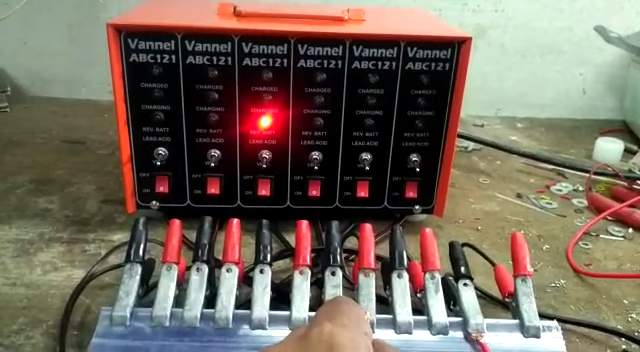 Vannel Vannel Vannel Vannel Vannel Vannel
ABC121 ABC121 ABC121 ABC121 ABC121 ABC121
CHARGED CHARGED CHARGED CHARGED CHARGED
CHARGING CHARGING CHARGING CHARGING CHARGING CHARGING
REV. BATT REV. BATT REV. BATT REV. BATT REV. BATT REV. BATT
LEAD ACID LEAD ACID LEAD ACID LEAD ACID LEAD ACID LEAD ACID
OFF OFF OFF OFF OFF OFF
ON ON ON ON ON ON